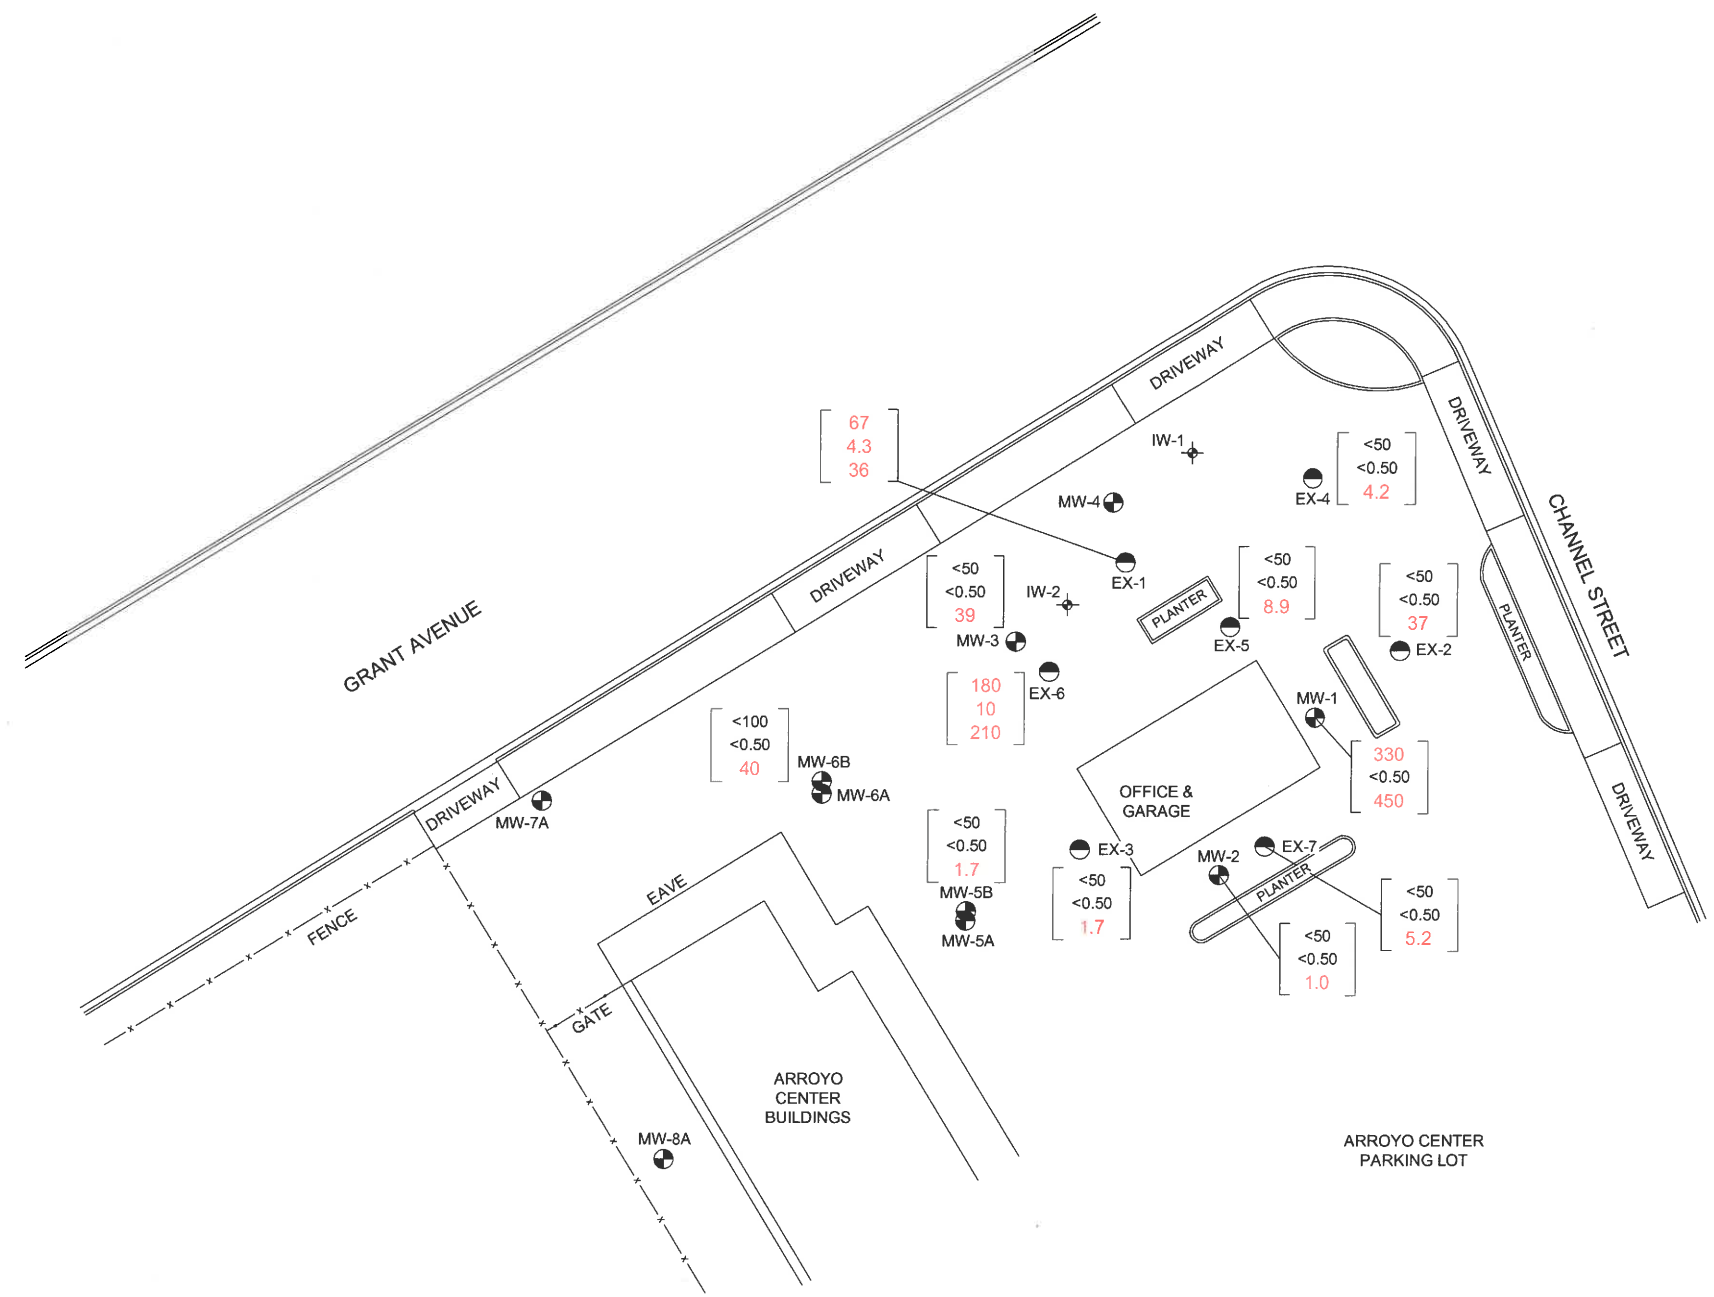 67
4.3
36
DRIVEWAY
IW-1
MW-4
<50
<0.50
4.2
EX-4
DRIVEWAY
CHANNEL STREET
EX-1
DRIVEWAY
<50
<0.50
39
IW-2
MW-3
PLANTER
<50
<0.50
8.9
EX-5
<50
<0.50
37
EX-2
PLANTER
GRANT AVENUE
EX-6
180
10
210
MW-1
330
<0.50
450
<100
<0.50
40
MW-6B
MW-6A
DRIVEWAY
MW-7A
OFFICE &
GARAGE
DRIVEWAY
<50
<0.50
1.7
MW-5B
MW-5A
EX-3
<50
<0.50
1.7
MW-2
EX-7
PLANTER
<50
<0.50
5.2
<50
<0.50
1.0
EAVE
FENCE
GATE
ARROYO
CENTER
BUILDINGS
MW-8A
ARROYO CENTER
PARKING LOT